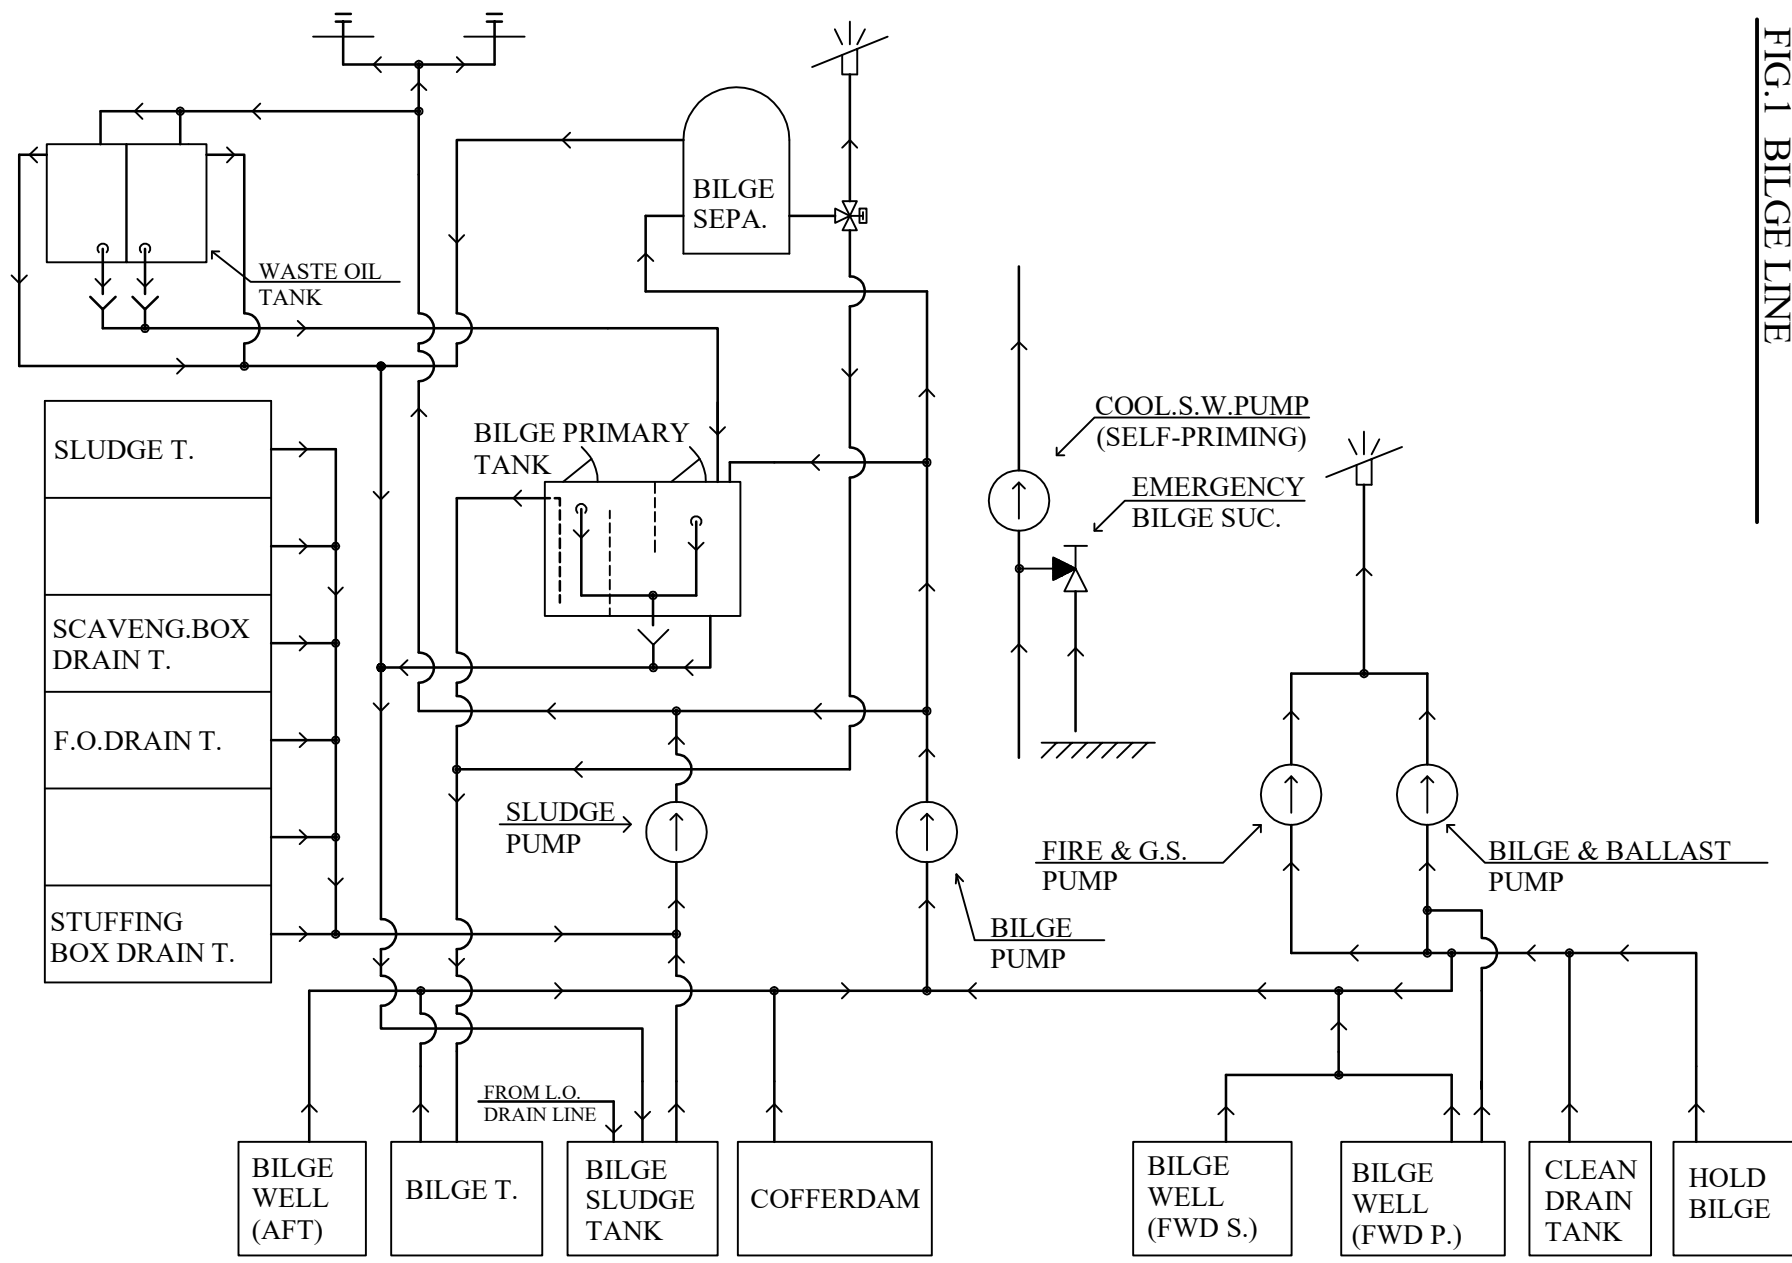 FIG.1 BILGE LINE
BILGE
SEPA.
WASTE OIL
TANK
COOL.S.W.PUMP
(SELF-PRIMING)
EMERGENCY
BILGE SUC.
BILGE PRIMARY
TANK
SLUDGE T.
SCAVENG.BOX
DRAIN T.
F.O.DRAIN T.
STUFFING
BOX DRAIN T.
SLUDGE
PUMP
BILGE
PUMP
FIRE & G.S.
PUMP
BILGE & BALLAST
PUMP
FROM L.O.
DRAIN LINE
BILGE
WELL
(AFT)
BILGE T.
BILGE
SLUDGE
TANK
COFFERDAM
BILGE
WELL
(FWD S.)
BILGE
WELL
(FWD P.)
CLEAN
DRAIN
TANK
HOLD
BILGE